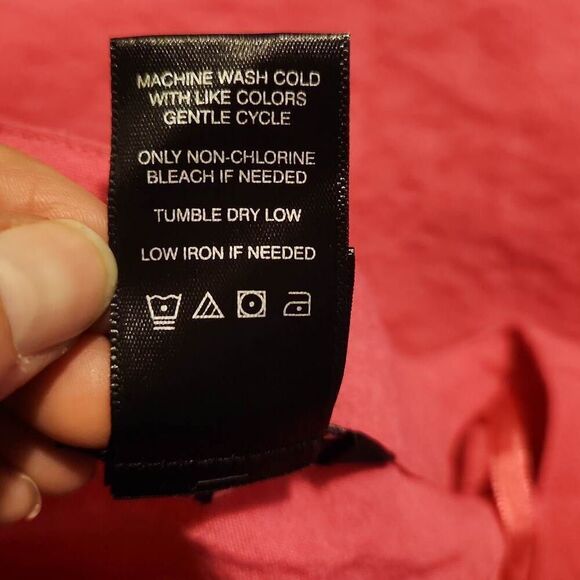 MACHINE WASH COLD
WITH LIKE COLORS
GENTLE CYCLE
ONLY NON-CHLORINE
BLEACH IF NEEDED
TUMBLE DRY LOW
LOW IRON IF NEEDED